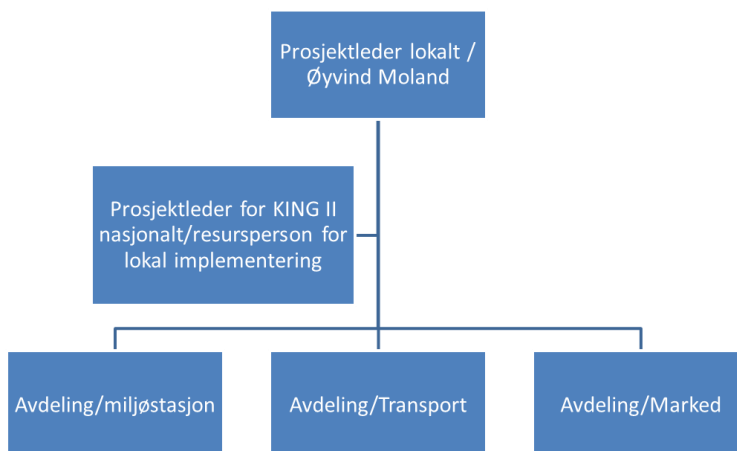 Prosjektleder lokalt /
Øyvind Moland
Prosjektleder for KING II
nasjonalt/resursperson for
lokal implementering
Avdeling/miljøstasjon
Avdeling/Transport
Avdeling/Marked